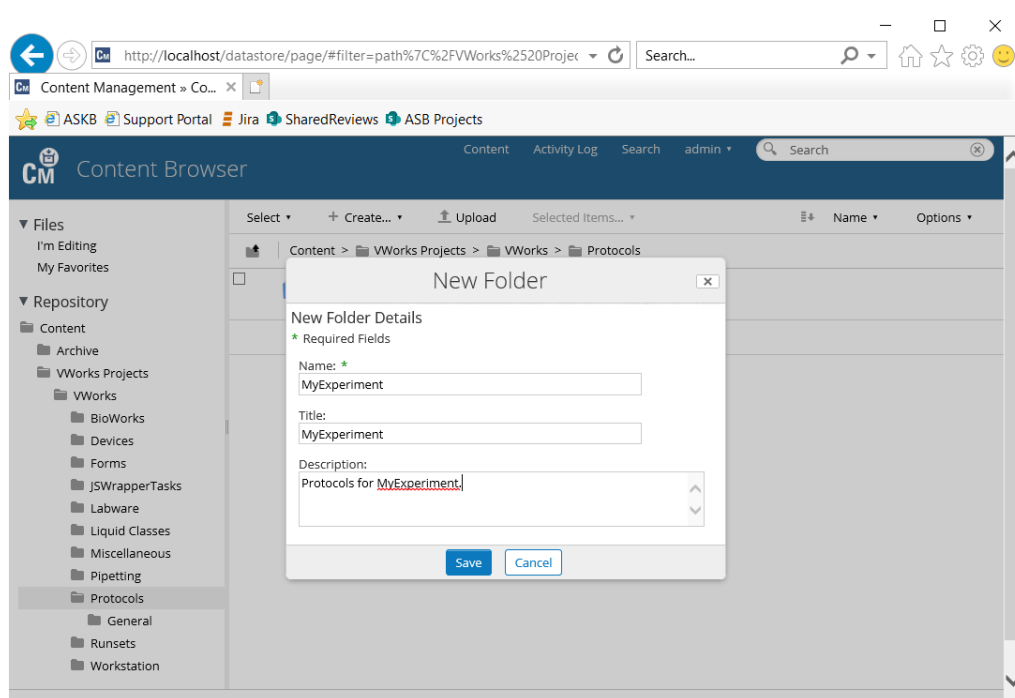 http://localhost/datastore/page/#filter=path%7C%2FVWorks%2520Projec
Search...
CM Content Management » Co...
ASKB Support Portal Jira SharedReviews ASB Projects
CM Content Browser
Content Activity Log Search admin
Search
Files
I'm Editing
My Favorites
Repository
Content
Archive
VWorks Projects
VWorks
BioWorks
Devices
Forms
JSWrapperTasks
Labware
Liquid Classes
Miscellaneous
Pipetting
Protocols
General
Runsets
Workstation
Select + Create... Upload Selected Items... Name Options
Content > VWorks Projects > VWorks > Protocols
New Folder
New Folder Details
* Required Fields
Name: *
MyExperiment
Title:
MyExperiment
Description:
Protocols for MyExperiment.
Save Cancel